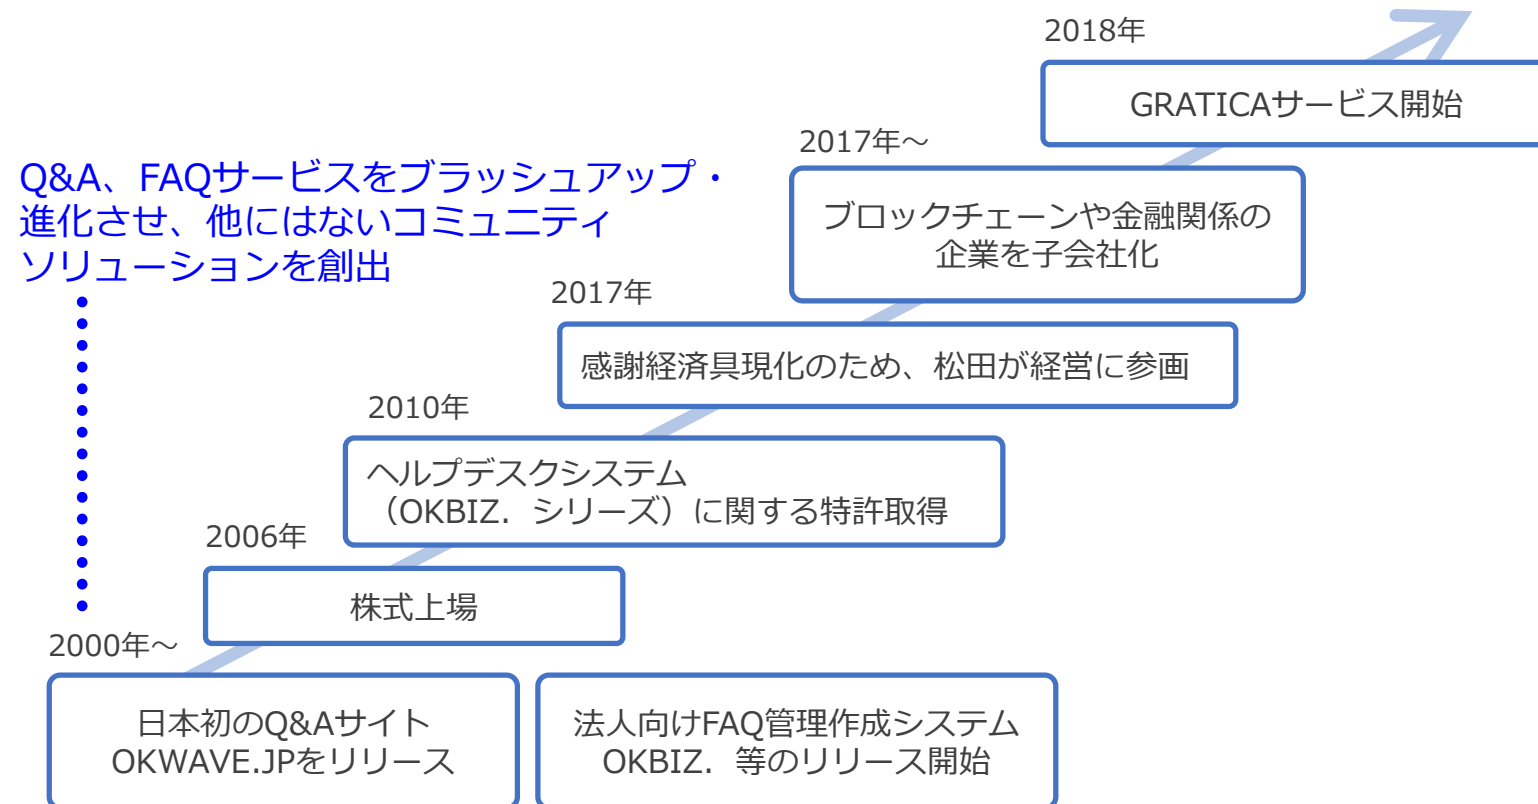 2018年
GRATICAサービス開始
2017年～
ブロックチェーンや金融関係の
企業を子会社化
Q&A、FAQサービスをブラッシュアップ・
進化させ、他にはないコミュニティ
ソリューションを創出
2017年
感謝経済具現化のため、松田が経営に参画
2010年
ヘルプデスクシステム
（OKBIZ．シリーズ）に関する特許取得
2006年
株式上場
2000年～
日本初のQ&Aサイト
OKWAVE.JPをリリース
法人向けFAQ管理作成システム
OKBIZ．等のリリース開始